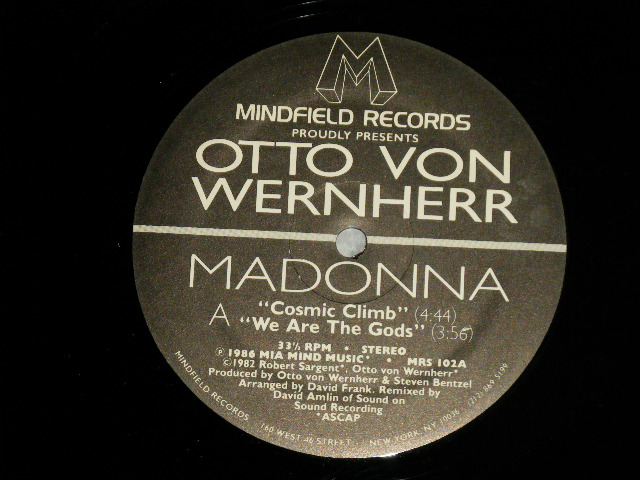 M
MINDFIELD RECORDS
PROUDLY PRESENTS
OTTO VON
WERNHERR
MADONNA
A
"Cosmic Climb" (4:44)
"We Are The Gods" (3:56)
33⅓ RPM • STEREO
℗ 1986 MIA MIND MUSIC* • MRS 102A
©1982 Robert Sargent*, Otto von Wernherr*
Produced by Otto von Wernherr & Steven Bentzel
Arranged by David Frank. Remixed by
David Amlin of Sound on
Sound Recording
*ASCAP
MINDFIELD RECORDS 160 WEST 46 STREET • NEW YORK, NY 10036 (212) 869-3199